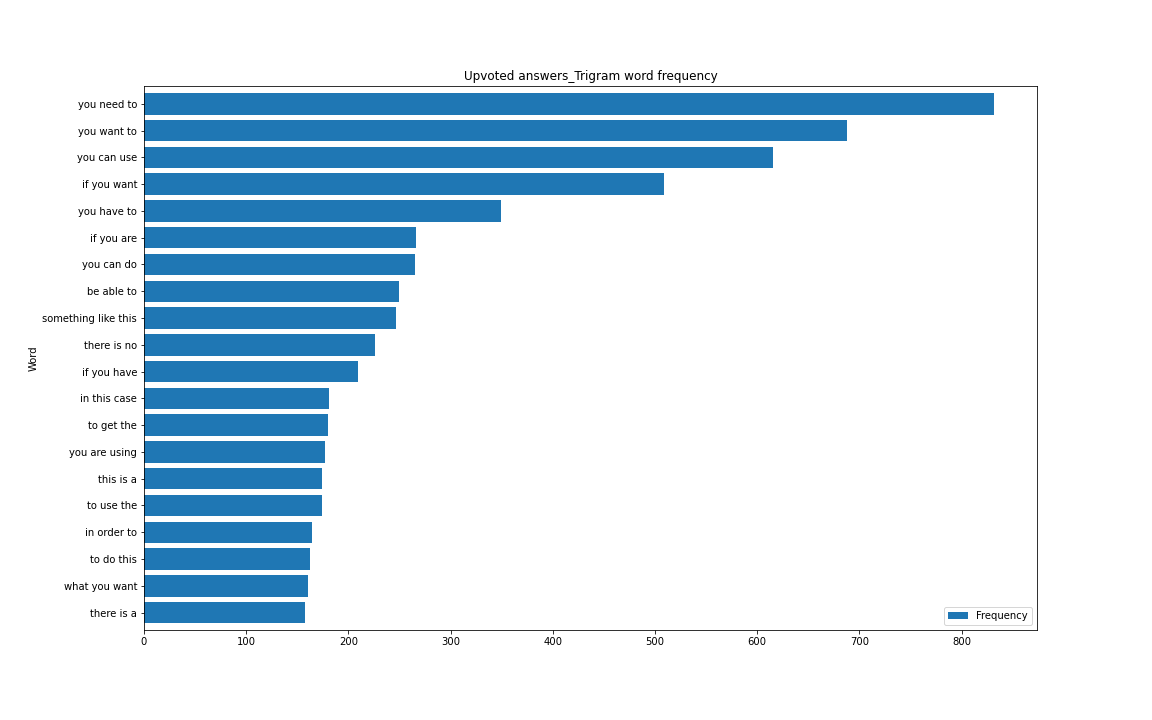 Upvoted answers_Trigram word frequency
you need to
you want to
you can use
if you want
you have to
if you are
you can do
be able to
something like this
there is no
if you have
in this case
to get the
you are using
this is a
to use the
in order to
to do this
what you want
there is a
Word
Frequency
0 100 200 300 400 500 600 700 800